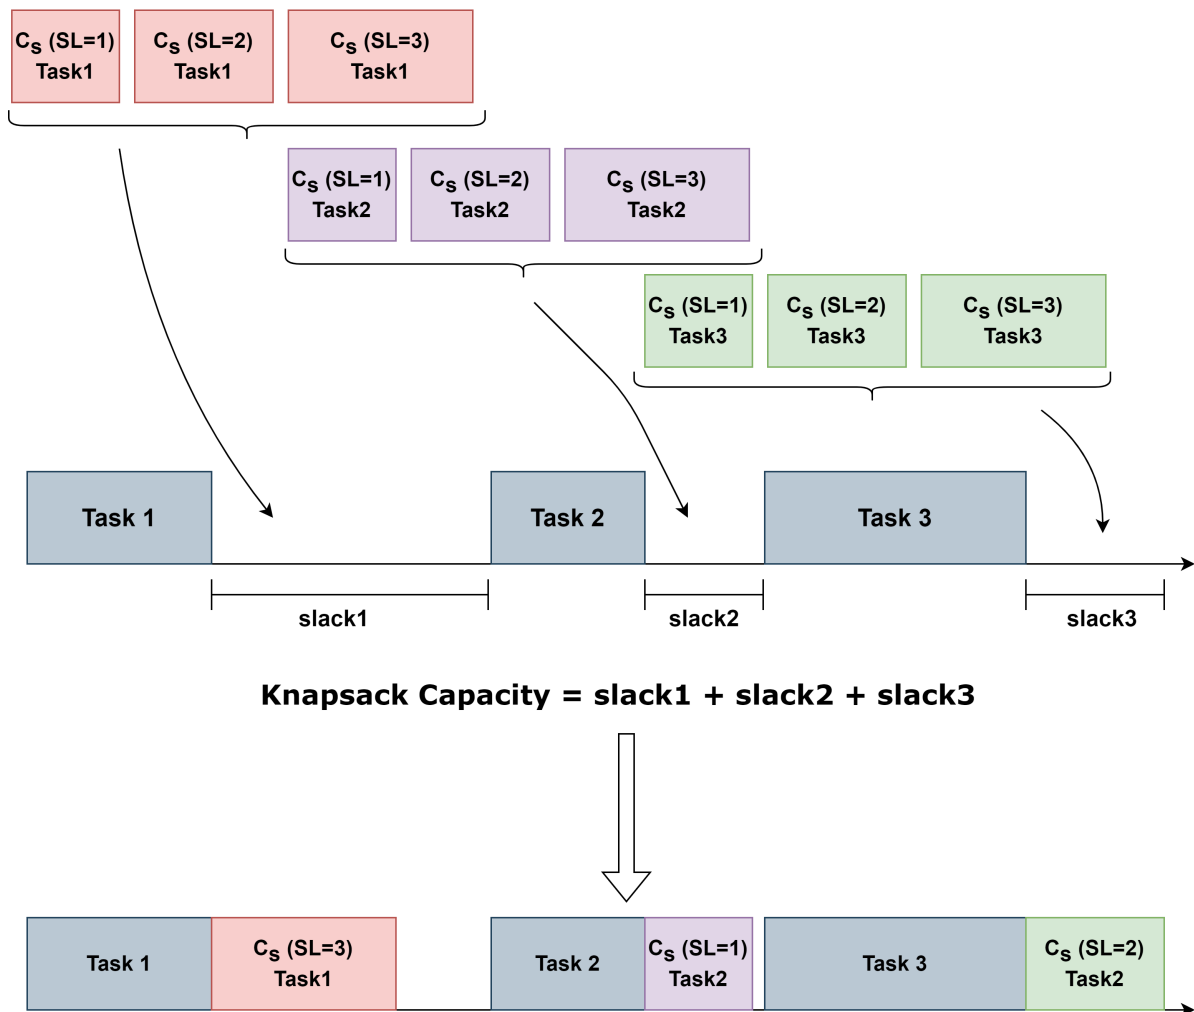 Cs (SL=1)
Task1
Cs (SL=2)
Task1
Cs (SL=3)
Task1
Cs (SL=1)
Task2
Cs (SL=2)
Task2
Cs (SL=3)
Task2
Cs (SL=1)
Task3
Cs (SL=2)
Task3
Cs (SL=3)
Task3
Task 1
Task 2
Task 3
slack1
slack2
slack3
Knapsack Capacity = slack1 + slack2 + slack3
Task 1
Cs (SL=3)
Task1
Task 2
Cs (SL=1)
Task2
Task 3
Cs (SL=2)
Task2